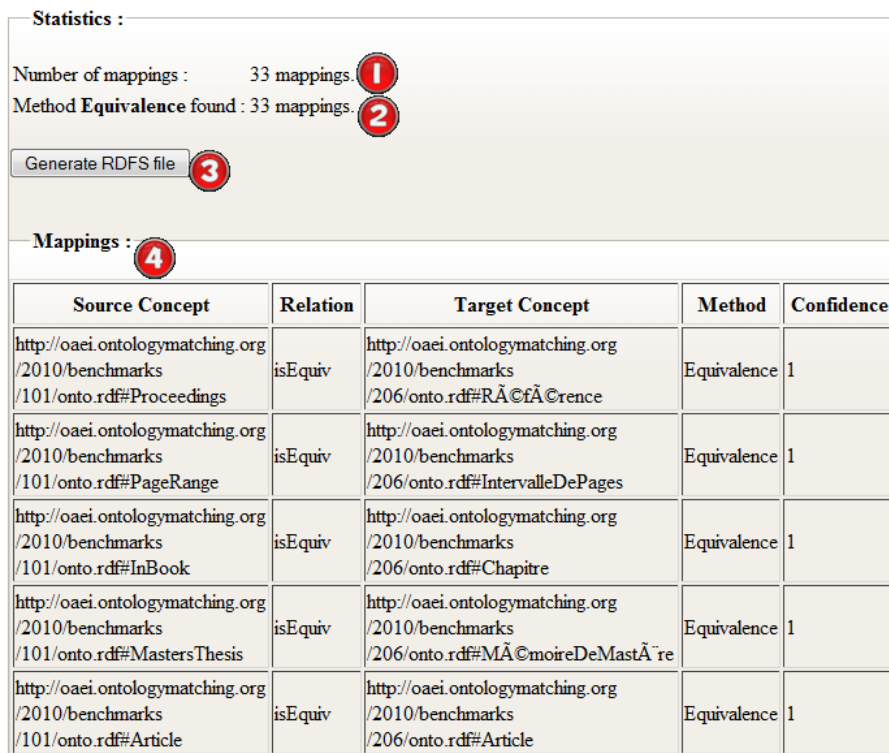 Statistics :
Number of mappings : 33 mappings. 1
Method Equivalence found : 33 mappings. 2
Generate RDFS file 3
Mappings : 4
Source Concept Relation Target Concept Method Confidence
http://oaei.ontologymatching.org
/2010/benchmarks
/101/onto.rdf#Proceedings
isEquiv
http://oaei.ontologymatching.org
/2010/benchmarks
/206/onto.rdf#RÃ©fÃ©rence
Equivalence
1
http://oaei.ontologymatching.org
/2010/benchmarks
/101/onto.rdf#PageRange
isEquiv
http://oaei.ontologymatching.org
/2010/benchmarks
/206/onto.rdf#IntervalleDePages
Equivalence
1
http://oaei.ontologymatching.org
/2010/benchmarks
/101/onto.rdf#InBook
isEquiv
http://oaei.ontologymatching.org
/2010/benchmarks
/206/onto.rdf#Chapitre
Equivalence
1
http://oaei.ontologymatching.org
/2010/benchmarks
/101/onto.rdf#MastersThesis
isEquiv
http://oaei.ontologymatching.org
/2010/benchmarks
/206/onto.rdf#MÃ©moireDeMastÃ¨re
Equivalence
1
http://oaei.ontologymatching.org
/2010/benchmarks
/101/onto.rdf#Article
isEquiv
http://oaei.ontologymatching.org
/2010/benchmarks
/206/onto.rdf#Article
Equivalence
1